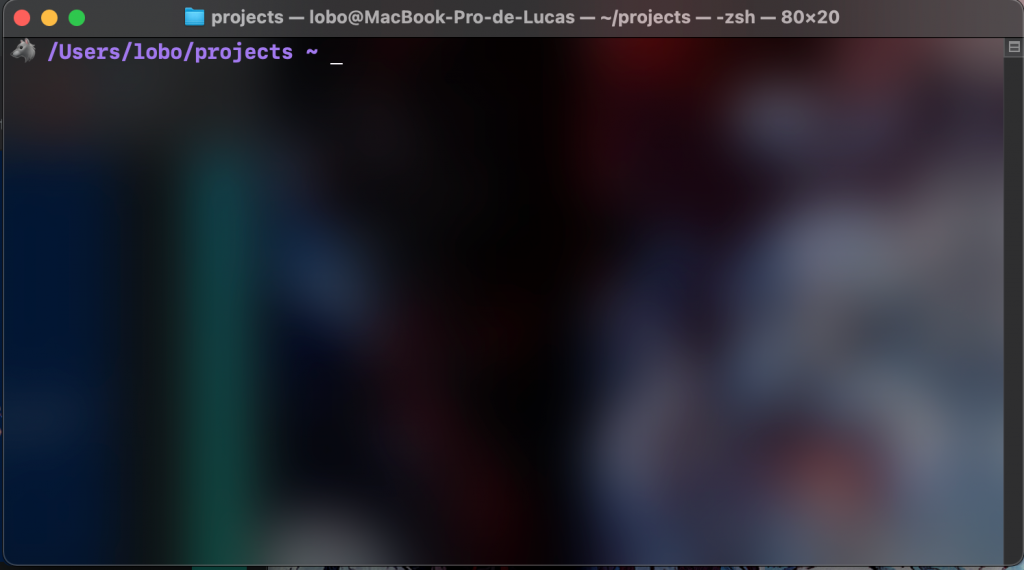 projects — lobo@MacBook-Pro-de-Lucas — ~/projects — -zsh — 80×20
🐺 /Users/lobo/projects ~ _